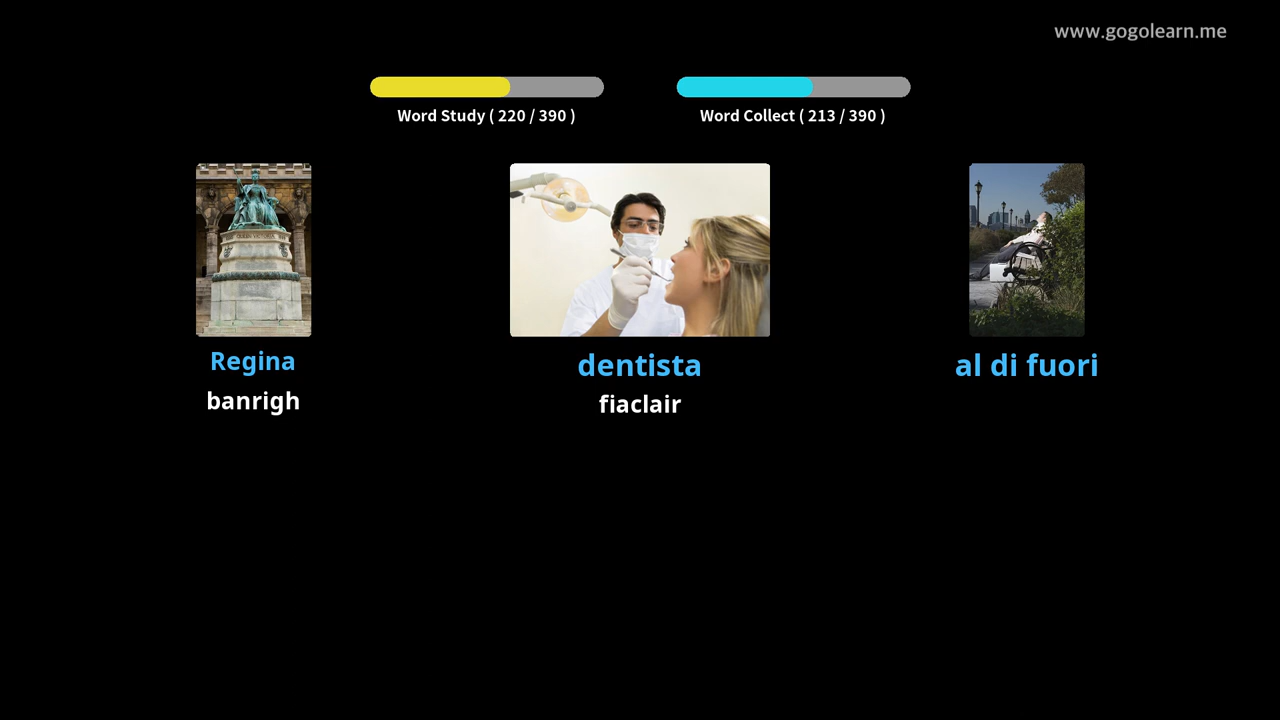 www.gogolearn.me
Word Study ( 220 / 390 )
Word Collect ( 213 / 390 )
Regina
banrigh
dentista
fiaclair
al di fuori